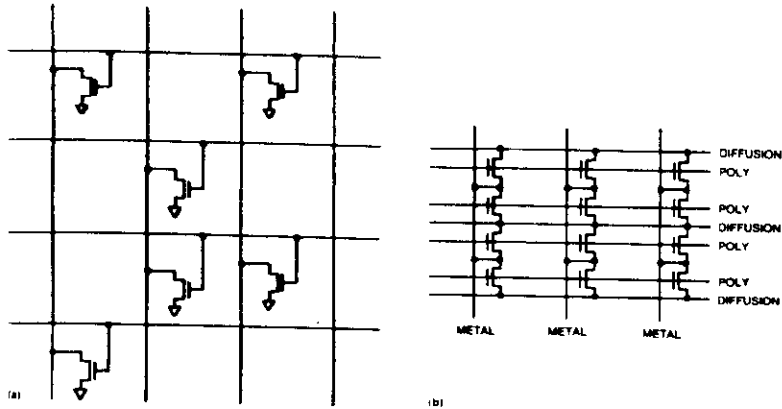 DIFFUSION
POLY
POLY
DIFFUSION
POLY
POLY
DIFFUSION
METAL METAL METAL
(a)
(b)